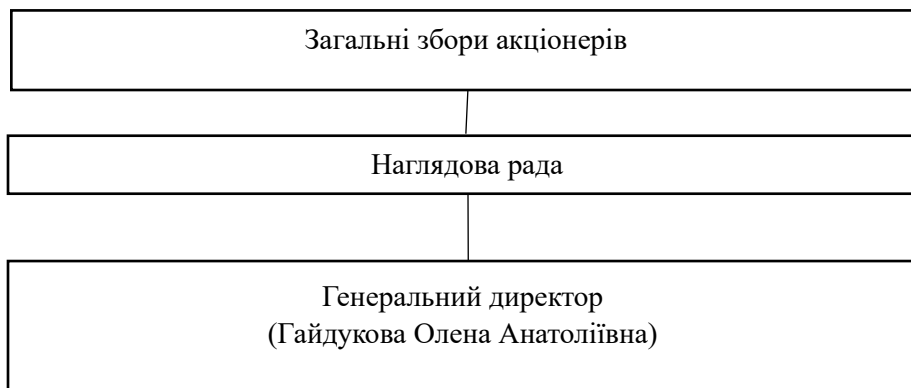 Загальні збори акціонерів
Наглядова рада
Генеральний директор
(Гайдукова Олена Анатоліївна)